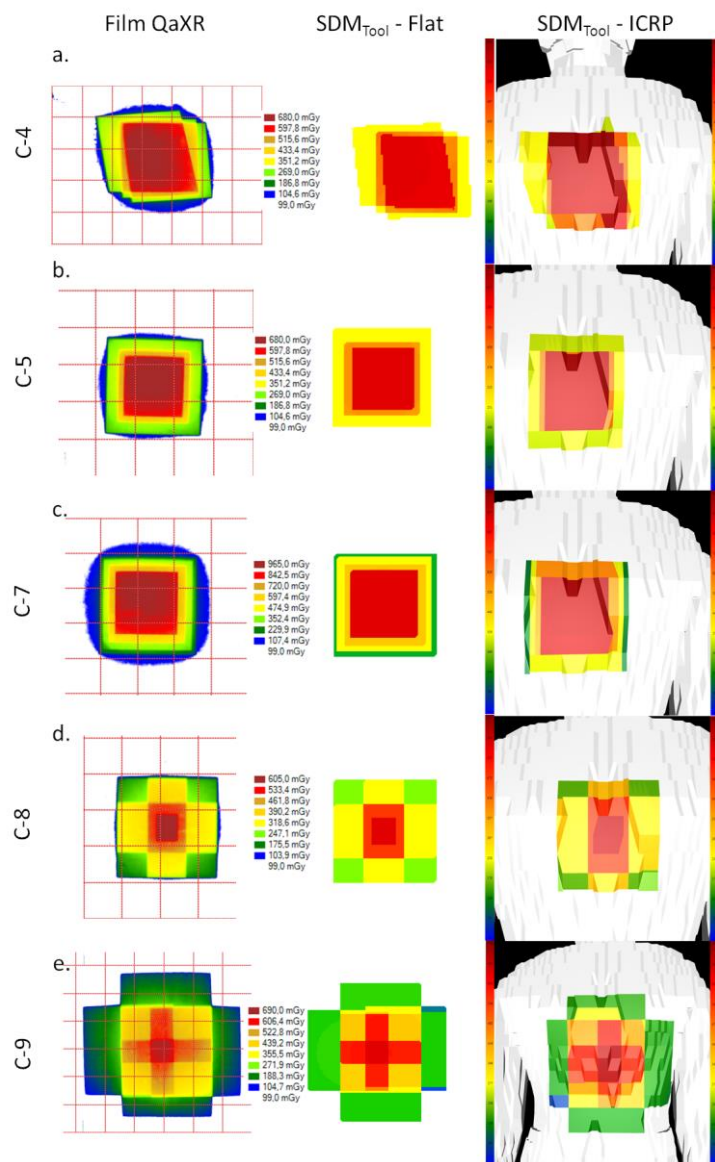 Film QaXR
SDMTool - Flat
SDMTool - ICRP
a.
C-4
680,0 mGy
597,8 mGy
515,6 mGy
433,4 mGy
351,2 mGy
269,0 mGy
186,8 mGy
104,6 mGy
99,0 mGy
b.
C-5
680,0 mGy
597,8 mGy
515,6 mGy
433,4 mGy
351,2 mGy
269,0 mGy
186,8 mGy
104,6 mGy
99,0 mGy
c.
C-7
965,0 mGy
842,5 mGy
720,0 mGy
597,4 mGy
474,9 mGy
352,4 mGy
229,9 mGy
107,4 mGy
99,0 mGy
d.
C-8
605,0 mGy
533,4 mGy
461,8 mGy
390,2 mGy
318,6 mGy
247,1 mGy
175,5 mGy
103,9 mGy
99,0 mGy
e.
C-9
690,0 mGy
606,4 mGy
522,8 mGy
439,2 mGy
355,5 mGy
271,9 mGy
188,3 mGy
104,7 mGy
99,0 mGy